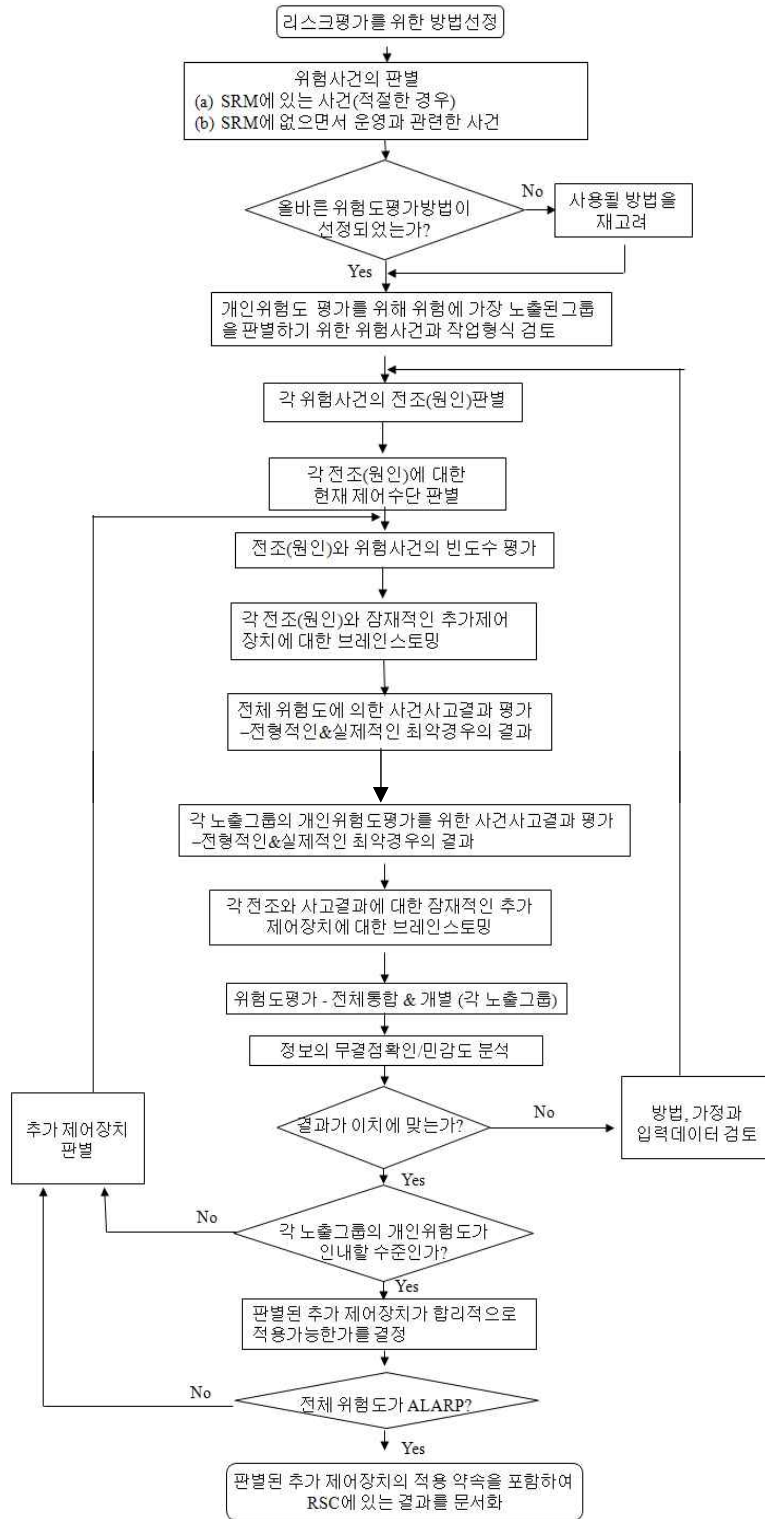 리스크평가를 위한 방법선정
위험사건의 판별
(a) SRM에 있는 사건(적절한 경우)
(b) SRM에 없으면서 운영과 관련한 사건
올바른 위험도평가방법이
선정되었는가?
No
사용될 방법을
재고려
Yes
개인위험도 평가를 위해 위험에 가장 노출된그룹
을 판별하기 위한 위험사건과 작업형식 검토
각 위험사건의 전조(원인)판별
각 전조(원인)에 대한
현재 제어수단 판별
전조(원인)와 위험사건의 빈도수 평가
각 전조(원인)와 잠재적인 추가제어
장치에 대한 브레인스토밍
전체 위험도에 의한 사건사고결과 평가
–전형적인&실제적인 최악경우의 결과
각 노출그룹의 개인위험도평가를 위한 사건사고결과 평가
–전형적인&실제적인 최악경우의 결과
각 전조와 사고결과에 대한 잠재적인 추가
제어장치에 대한 브레인스토밍
위험도평가 - 전체통합 & 개별 (각 노출그룹)
정보의 무결점확인/민감도 분석
결과가 이치에 맞는가?
No
방법, 가정과
입력데이터 검토
추가 제어장치
판별
Yes
각 노출그룹의 개인위험도가
인내할 수준인가?
No
Yes
판별된 추가 제어장치가 합리적으로
적용가능한가를 결정
전체 위험도가 ALARP?
No
Yes
판별된 추가 제어장치의 적용 약속을 포함하여
RSC에 있는 결과를 문서화